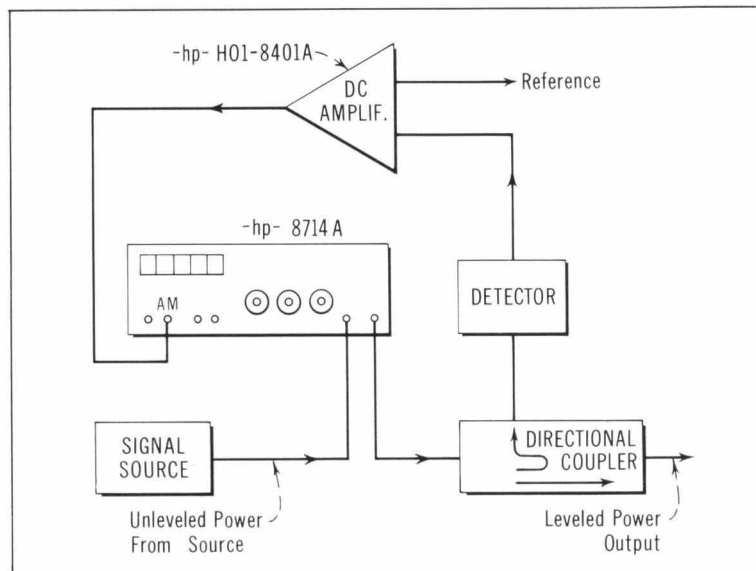 -hp- H01-8401A
DC
AMPLIF.
Reference
-hp- 8714A
AM
DETECTOR
SIGNAL
SOURCE
DIRECTIONAL
COUPLER
Unleveled Power
From Source
Leveled Power
Output